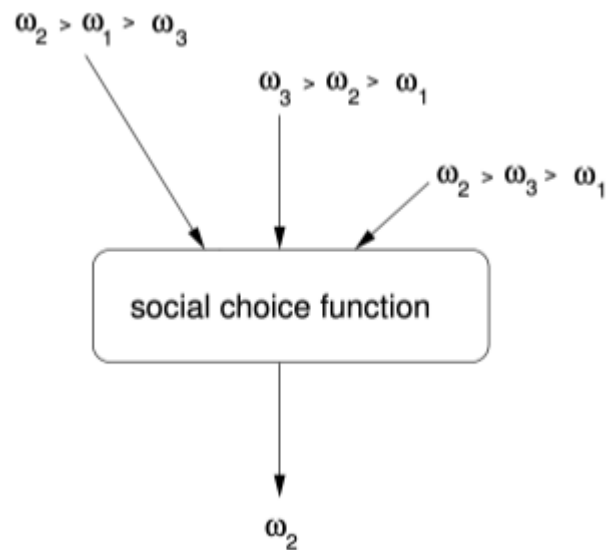 ω₂ > ω₁ > ω₃
ω₃ > ω₂ > ω₁
ω₂ > ω₃ > ω₁
social choice function
ω₂